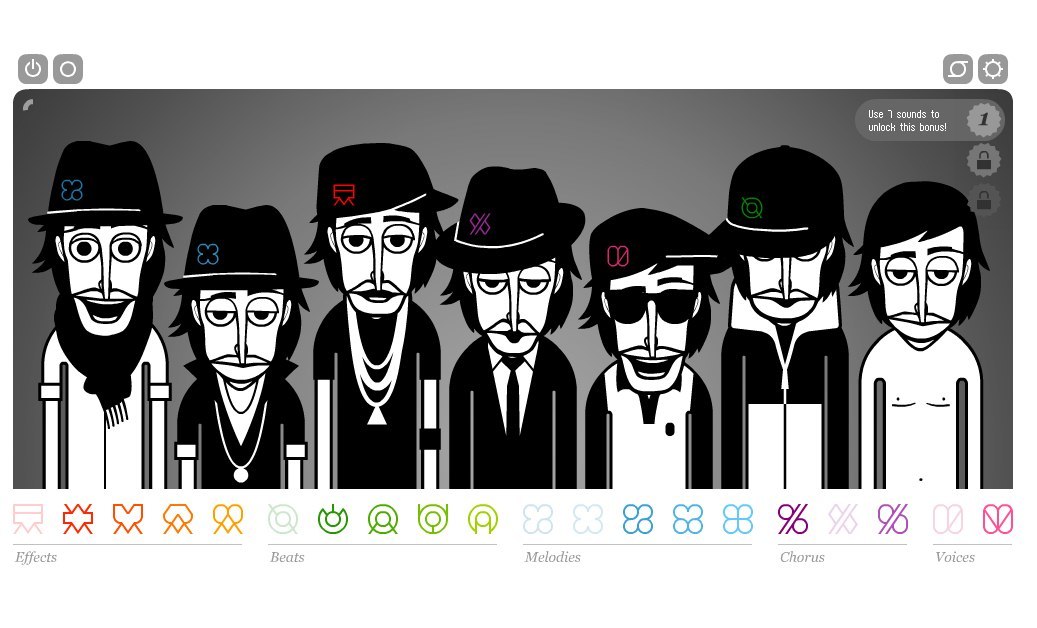 Use 7 sounds to
unlock this bonus!
1
Effects
Beats
Melodies
Chorus
Voices